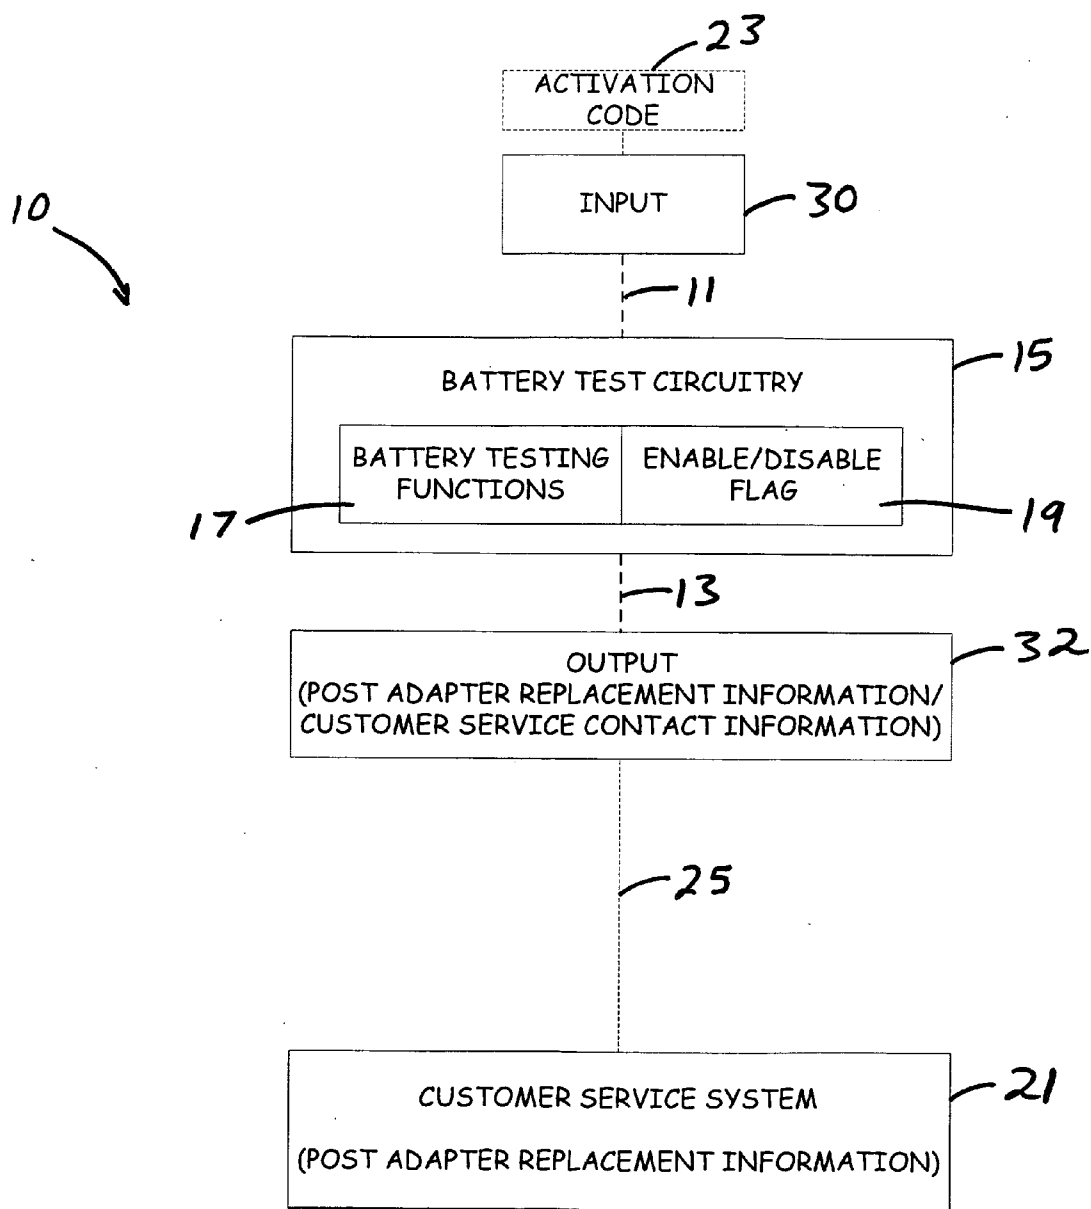 23
ACTIVATION
CODE
10
INPUT
30
11
15
BATTERY TEST CIRCUITRY
BATTERY TESTING
FUNCTIONS
ENABLE/DISABLE
FLAG
17
19
13
32
OUTPUT
(POST ADAPTER REPLACEMENT INFORMATION/
CUSTOMER SERVICE CONTACT INFORMATION)
25
21
CUSTOMER SERVICE SYSTEM
(POST ADAPTER REPLACEMENT INFORMATION)